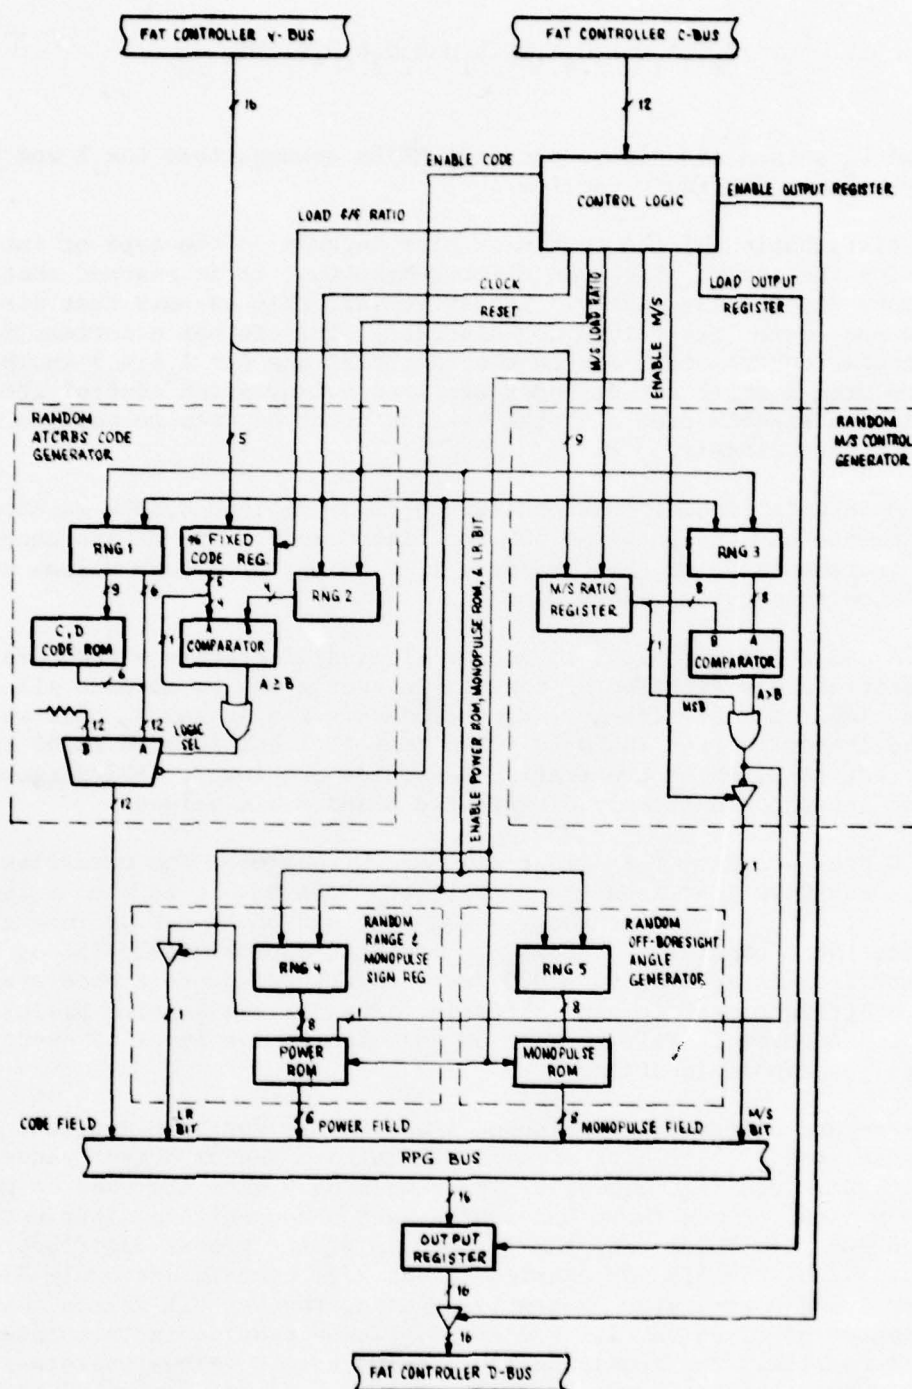 FAT CONTROLLER Y-BUS
FAT CONTROLLER C-BUS
16
12
ENABLE CODE
CONTROL LOGIC
ENABLE OUTPUT REGISTER
LOAD F/F RATIO
CLOCK
RESET
M/S LOAD RATIO
ENABLE M/S
LOAD OUTPUT
REGISTER
RANDOM
ATCRBS CODE
GENERATOR
5
9
RANDOM
M/S CONTROL
GENERATOR
RNG 1
% FIXED
CODE REG.
RNG 2
RNG 3
M/S RATIO
REGISTER
9
6
5
4
4
8
8
1
1
C, D
CODE ROM
A
B
COMPARATOR
B
A
COMPARATOR
6
A ≥ B
A>B
MSB
12
12
LOGIC
SEL
B
A
12
ENABLE POWER ROM, MONOPULSE ROM, & LR BIT
1
RANDOM
RANGE &
MONOPULSE
SIGN REG
RANDOM
OFF-BORESIGHT
ANGLE
GENERATOR
RNG 4
RNG 5
1
8
1
8
POWER
ROM
MONOPULSE
ROM
CODE FIELD
LR
BIT
6
POWER FIELD
8
MONOPULSE FIELD
M/S
BIT
RPG BUS
16
OUTPUT
REGISTER
16
16
FAT CONTROLLER D-BUS